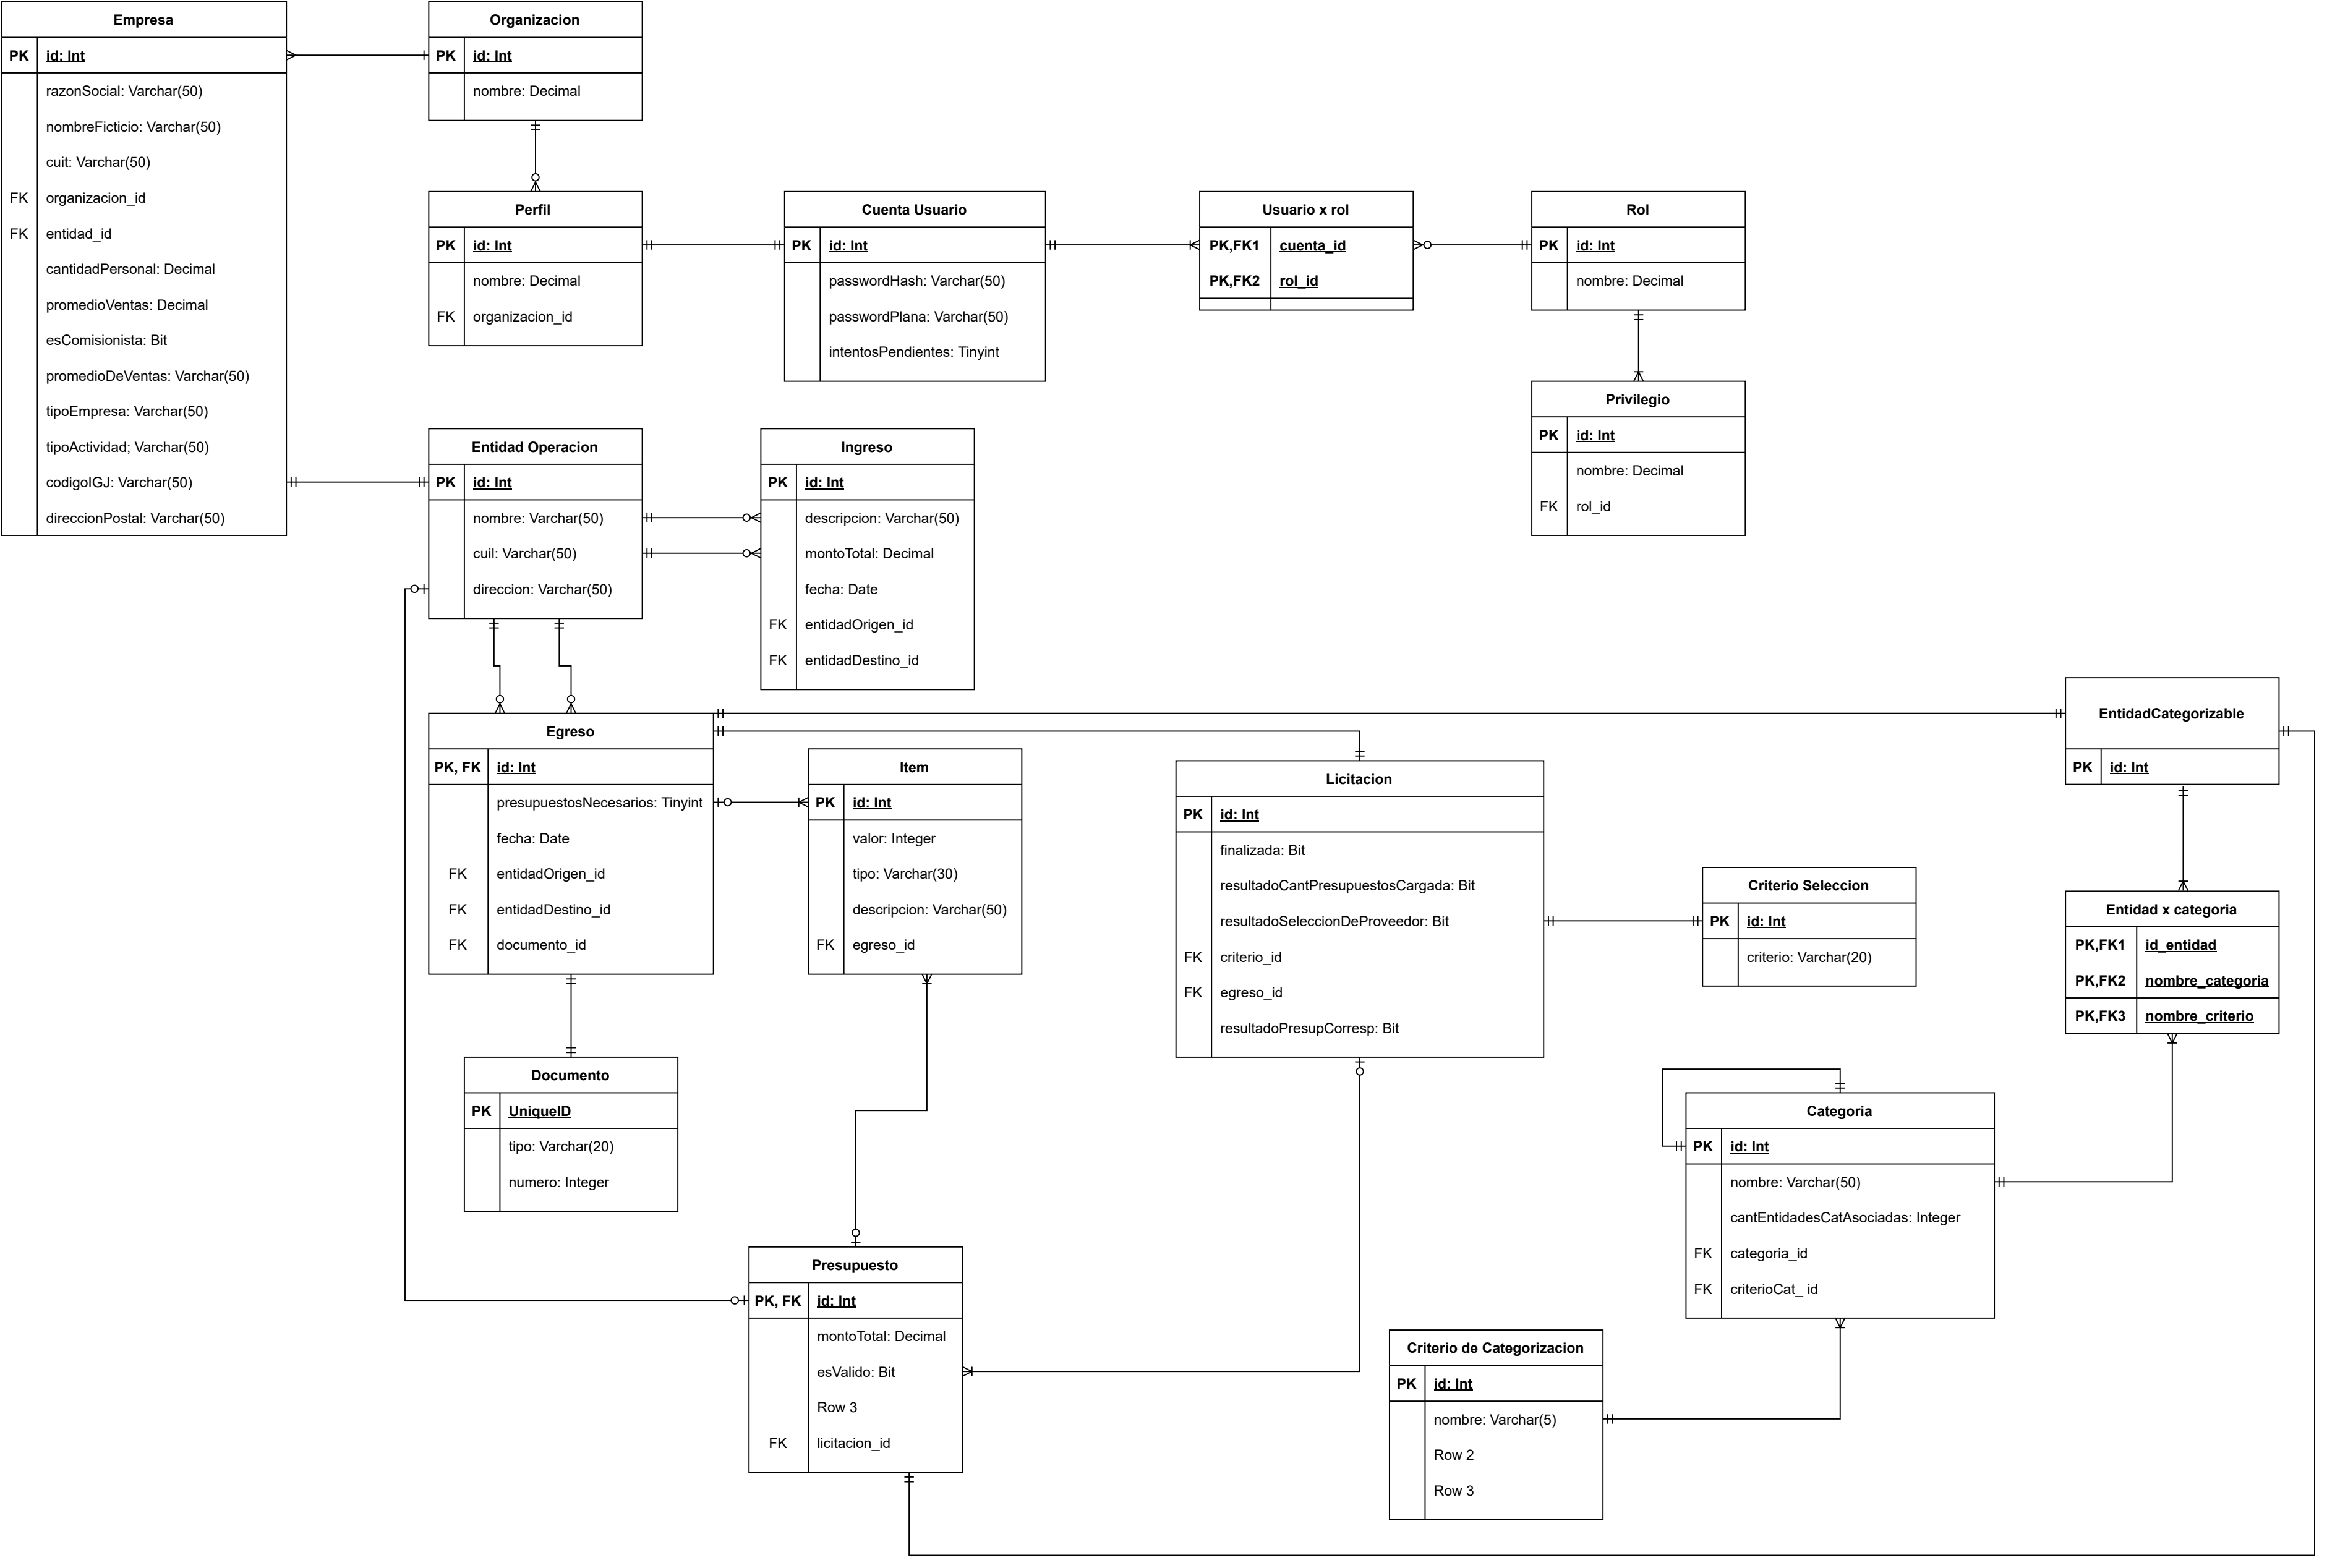 Empresa
PK id: Int
razonSocial: Varchar(50)
nombreFicticio: Varchar(50)
cuit: Varchar(50)
FK organizacion_id
FK entidad_id
cantidadPersonal: Decimal
promedioVentas: Decimal
esComisionista: Bit
promedioDeVentas: Varchar(50)
tipoEmpresa: Varchar(50)
tipoActividad; Varchar(50)
codigoIGJ: Varchar(50)
direccionPostal: Varchar(50)
Organizacion
PK id: Int
nombre: Decimal
Perfil
PK id: Int
nombre: Decimal
FK organizacion_id
Cuenta Usuario
PK id: Int
passwordHash: Varchar(50)
passwordPlana: Varchar(50)
intentosPendientes: Tinyint
Usuario x rol
PK,FK1 cuenta_id
PK,FK2 rol_id
Rol
PK id: Int
nombre: Decimal
Privilegio
PK id: Int
nombre: Decimal
FK rol_id
Entidad Operacion
PK id: Int
nombre: Varchar(50)
cuil: Varchar(50)
direccion: Varchar(50)
Ingreso
PK id: Int
descripcion: Varchar(50)
montoTotal: Decimal
fecha: Date
FK entidadOrigen_id
FK entidadDestino_id
Egreso
PK, FK id: Int
presupuestosNecesarios: Tinyint
fecha: Date
FK entidadOrigen_id
FK entidadDestino_id
FK documento_id
Item
PK id: Int
valor: Integer
tipo: Varchar(30)
descripcion: Varchar(50)
FK egreso_id
Licitacion
PK id: Int
finalizada: Bit
resultadoCantPresupuestosCargada: Bit
resultadoSeleccionDeProveedor: Bit
FK criterio_id
FK egreso_id
resultadoPresupCorresp: Bit
Criterio Seleccion
PK id: Int
criterio: Varchar(20)
EntidadCategorizable
PK id: Int
Entidad x categoria
PK,FK1 id_entidad
PK,FK2 nombre_categoria
PK,FK3 nombre_criterio
Documento
PK UniqueID
tipo: Varchar(20)
numero: Integer
Categoria
PK id: Int
nombre: Varchar(50)
cantEntidadesCatAsociadas: Integer
FK categoria_id
FK criterioCat_ id
Presupuesto
PK, FK id: Int
montoTotal: Decimal
esValido: Bit
Row 3
FK licitacion_id
Criterio de Categorizacion
PK id: Int
nombre: Varchar(5)
Row 2
Row 3